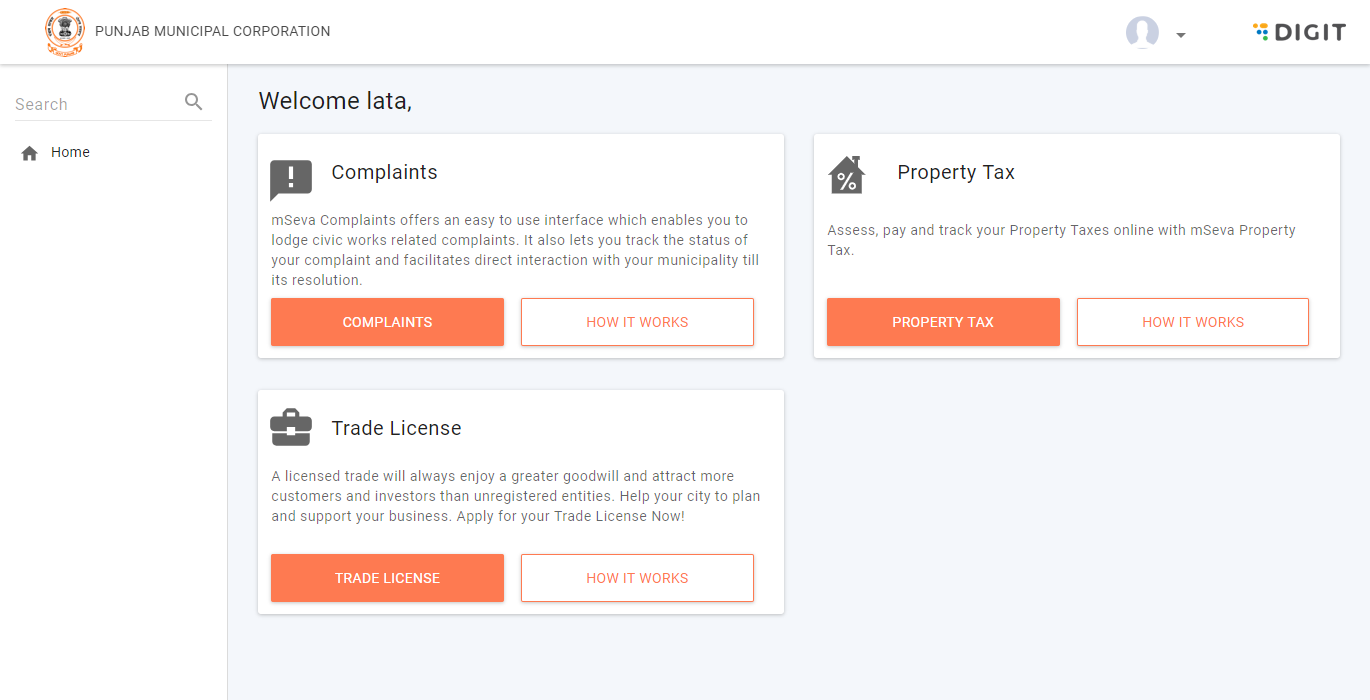 PUNJAB MUNICIPAL CORPORATION
DIGIT
Search
Home
Welcome lata,
Complaints
mSeva Complaints offers an easy to use interface which enables you to
lodge civic works related complaints. It also lets you track the status of
your complaint and facilitates direct interaction with your municipality till
its resolution.
COMPLAINTS
HOW IT WORKS
Property Tax
Assess, pay and track your Property Taxes online with mSeva Property
Tax.
PROPERTY TAX
HOW IT WORKS
Trade License
A licensed trade will always enjoy a greater goodwill and attract more
customers and investors than unregistered entities. Help your city to plan
and support your business. Apply for your Trade License Now!
TRADE LICENSE
HOW IT WORKS